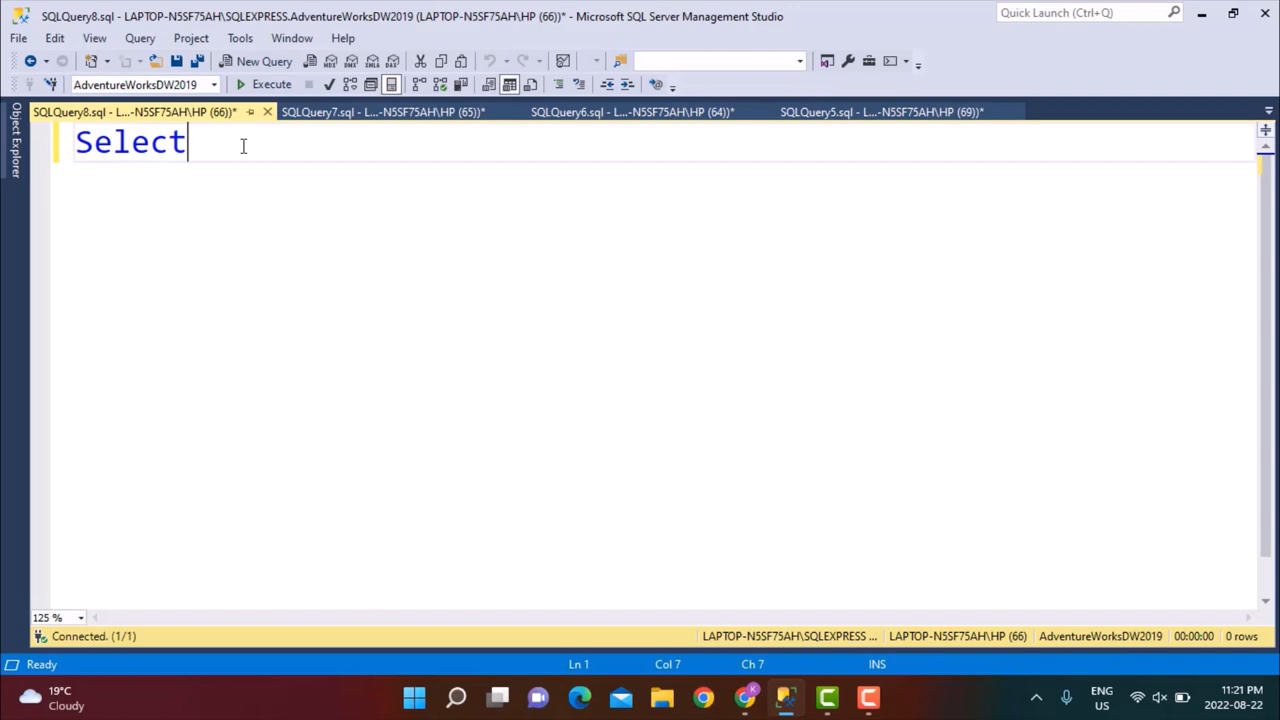 SQLQuery8.sql - LAPTOP-N5SF75AH\SQLEXPRESS.AdventureWorksDW2019 (LAPTOP-N5SF75AH\HP (66))* - Microsoft SQL Server Management Studio
Quick Launch (Ctrl+Q)
File Edit View Query Project Tools Window Help
New Query MDX DMX XMLA DAX
AdventureWorksDW2019 Execute
SQLQuery8.sql - L...-N5SF75AH\HP (66))* SQLQuery7.sql - L...-N5SF75AH\HP (65))* SQLQuery6.sql - L...-N5SF75AH\HP (64))* SQLQuery5.sql - L...-N5SF75AH\HP (69))*
Object Explorer
Select
125 %
Connected. (1/1) LAPTOP-N5SF75AH\SQLEXPRESS ... LAPTOP-N5SF75AH\HP (66) AdventureWorksDW2019 00:00:00 0 rows
Ready Ln 1 Col 7 Ch 7 INS
19°C
Cloudy
K
ENG
US
11:21 PM
2022-08-22